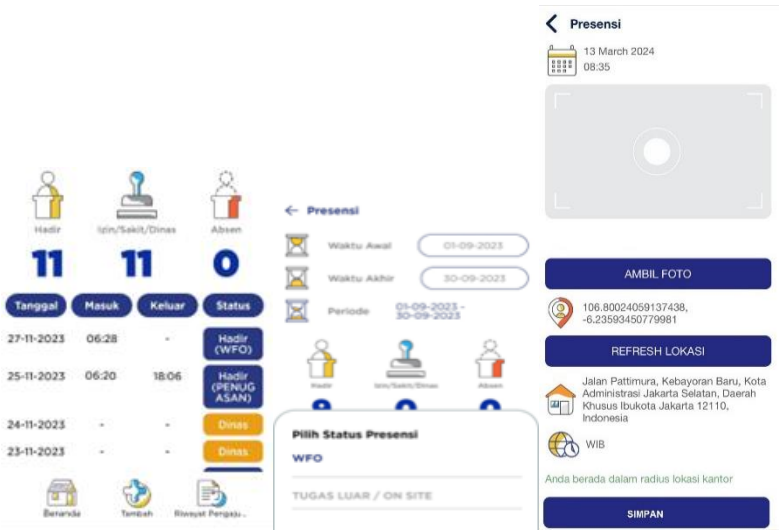 Hadir
Izin/Sakit/Dinas
Absen
11
11
0
Tanggal
Masuk
Keluar
Status
27-11-2023
06:28
-
Hadir
(WFO)
25-11-2023
06:20
18:06
Hadir
(PENUG
ASAN)
24-11-2023
-
-
Dinas
23-11-2023
-
-
Dinas
Beranda
Tambah
Riwayat Pengaju..
← Presensi
Waktu Awal
01-09-2023
Waktu Akhir
30-09-2023
Periode
01-09-2023 -
30-09-2023
Hadir
Izin/Sakit/Dinas
Absen
Pilih Status Presensi
WFO
TUGAS LUAR / ON SITE
Presensi
13 March 2024
08:35
AMBIL FOTO
106.80024059137438,
-6.23593450779981
REFRESH LOKASI
Jalan Pattimura, Kebayoran Baru, Kota
Administrasi Jakarta Selatan, Daerah
Khusus Ibukota Jakarta 12110,
Indonesia
WIB
Anda berada dalam radius lokasi kantor
SIMPAN